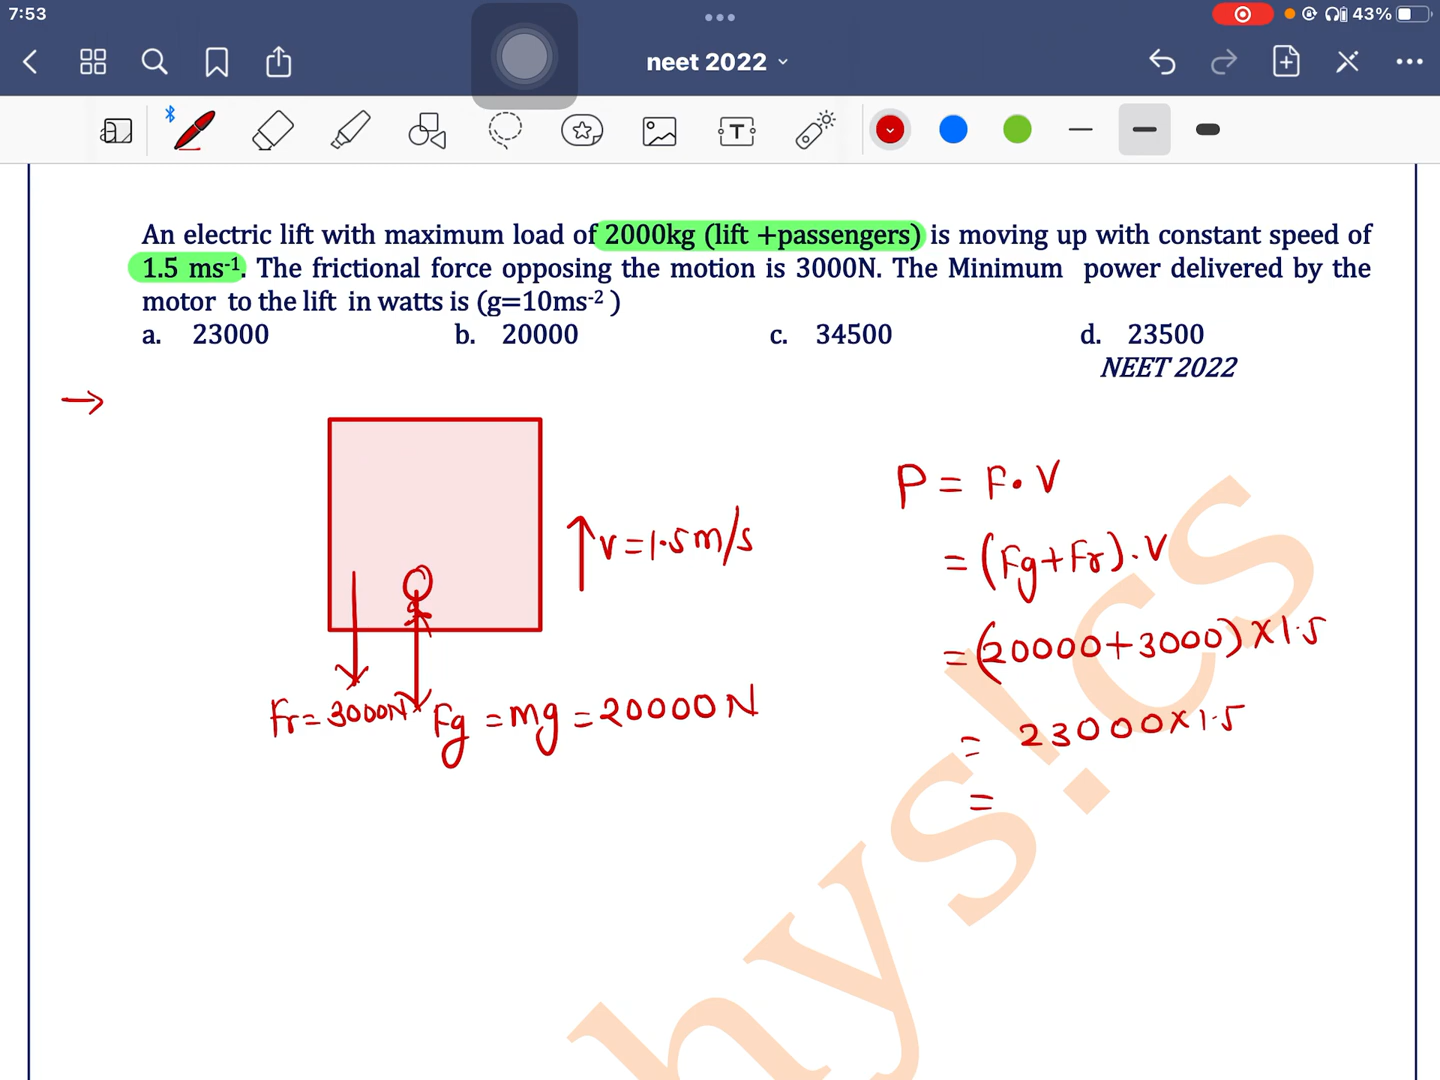 7:53
neet 2022
43%
T
An electric lift with maximum load of 2000kg (lift +passengers) is moving up with constant speed of
1.5 ms-1. The frictional force opposing the motion is 3000N. The Minimum power delivered by the
motor to the lift in watts is (g=10ms-2 )
a. 23000 b. 20000 c. 34500 d. 23500
NEET 2022
→
P = F · V
v = 1.5 m/s
= (Fg + Fr) · V
= (20000 + 3000) × 1.5
Fr = 3000N Fg = mg = 20000 N
= 23000 × 1.5
=
hys!cs